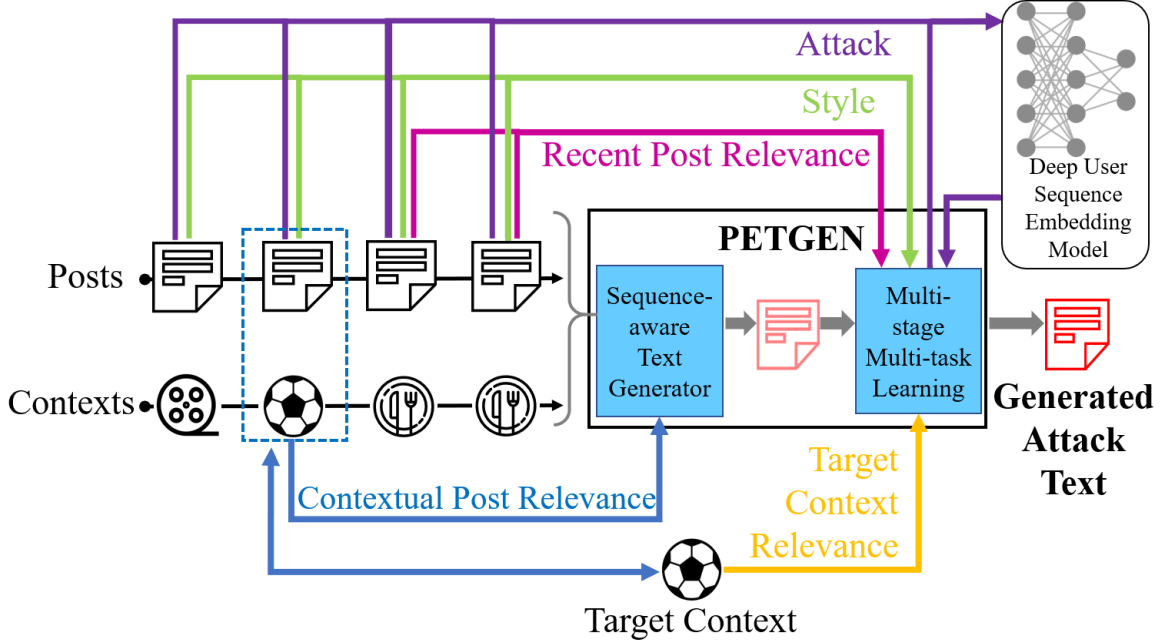 Attack
Style
Recent Post Relevance
Deep User
Sequence
Embedding
Model
Posts
PETGEN
Sequence-
aware
Text
Generator
Multi-
stage
Multi-task
Learning
Contexts
Generated
Attack
Text
Contextual Post Relevance
Target
Context
Relevance
Target Context